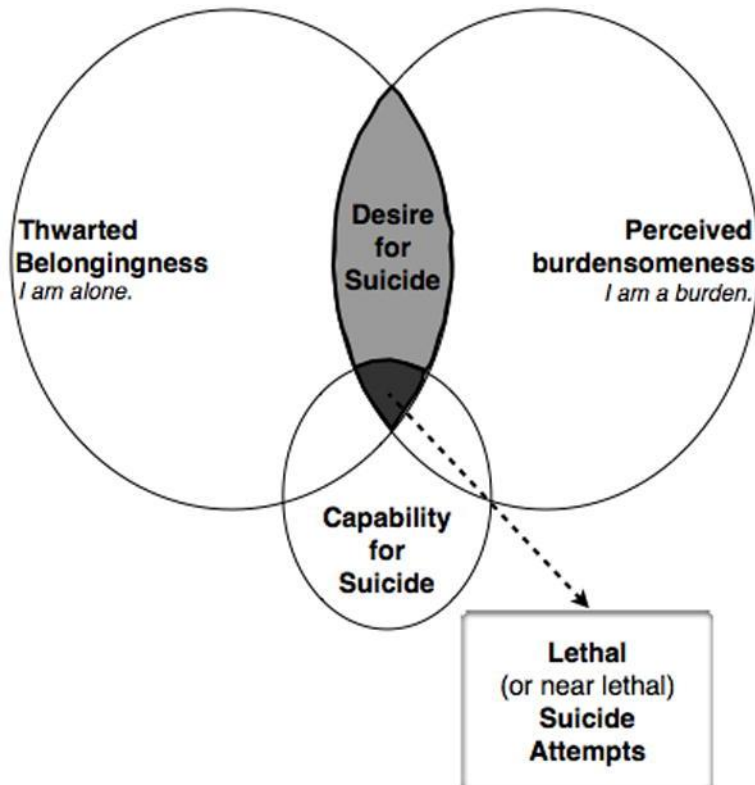 Desire
for
Suicide
Thwarted
Belongingness
I am alone.
Perceived
burdensomeness
I am a burden.
Capability
for
Suicide
Lethal
(or near lethal)
Suicide
Attempts